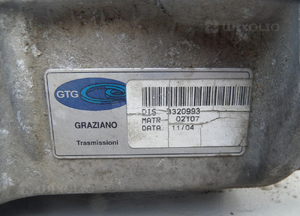 GTG
GRAZIANO
Trasmissioni
DIS 3320993
MATR 02107
DATA 11/04